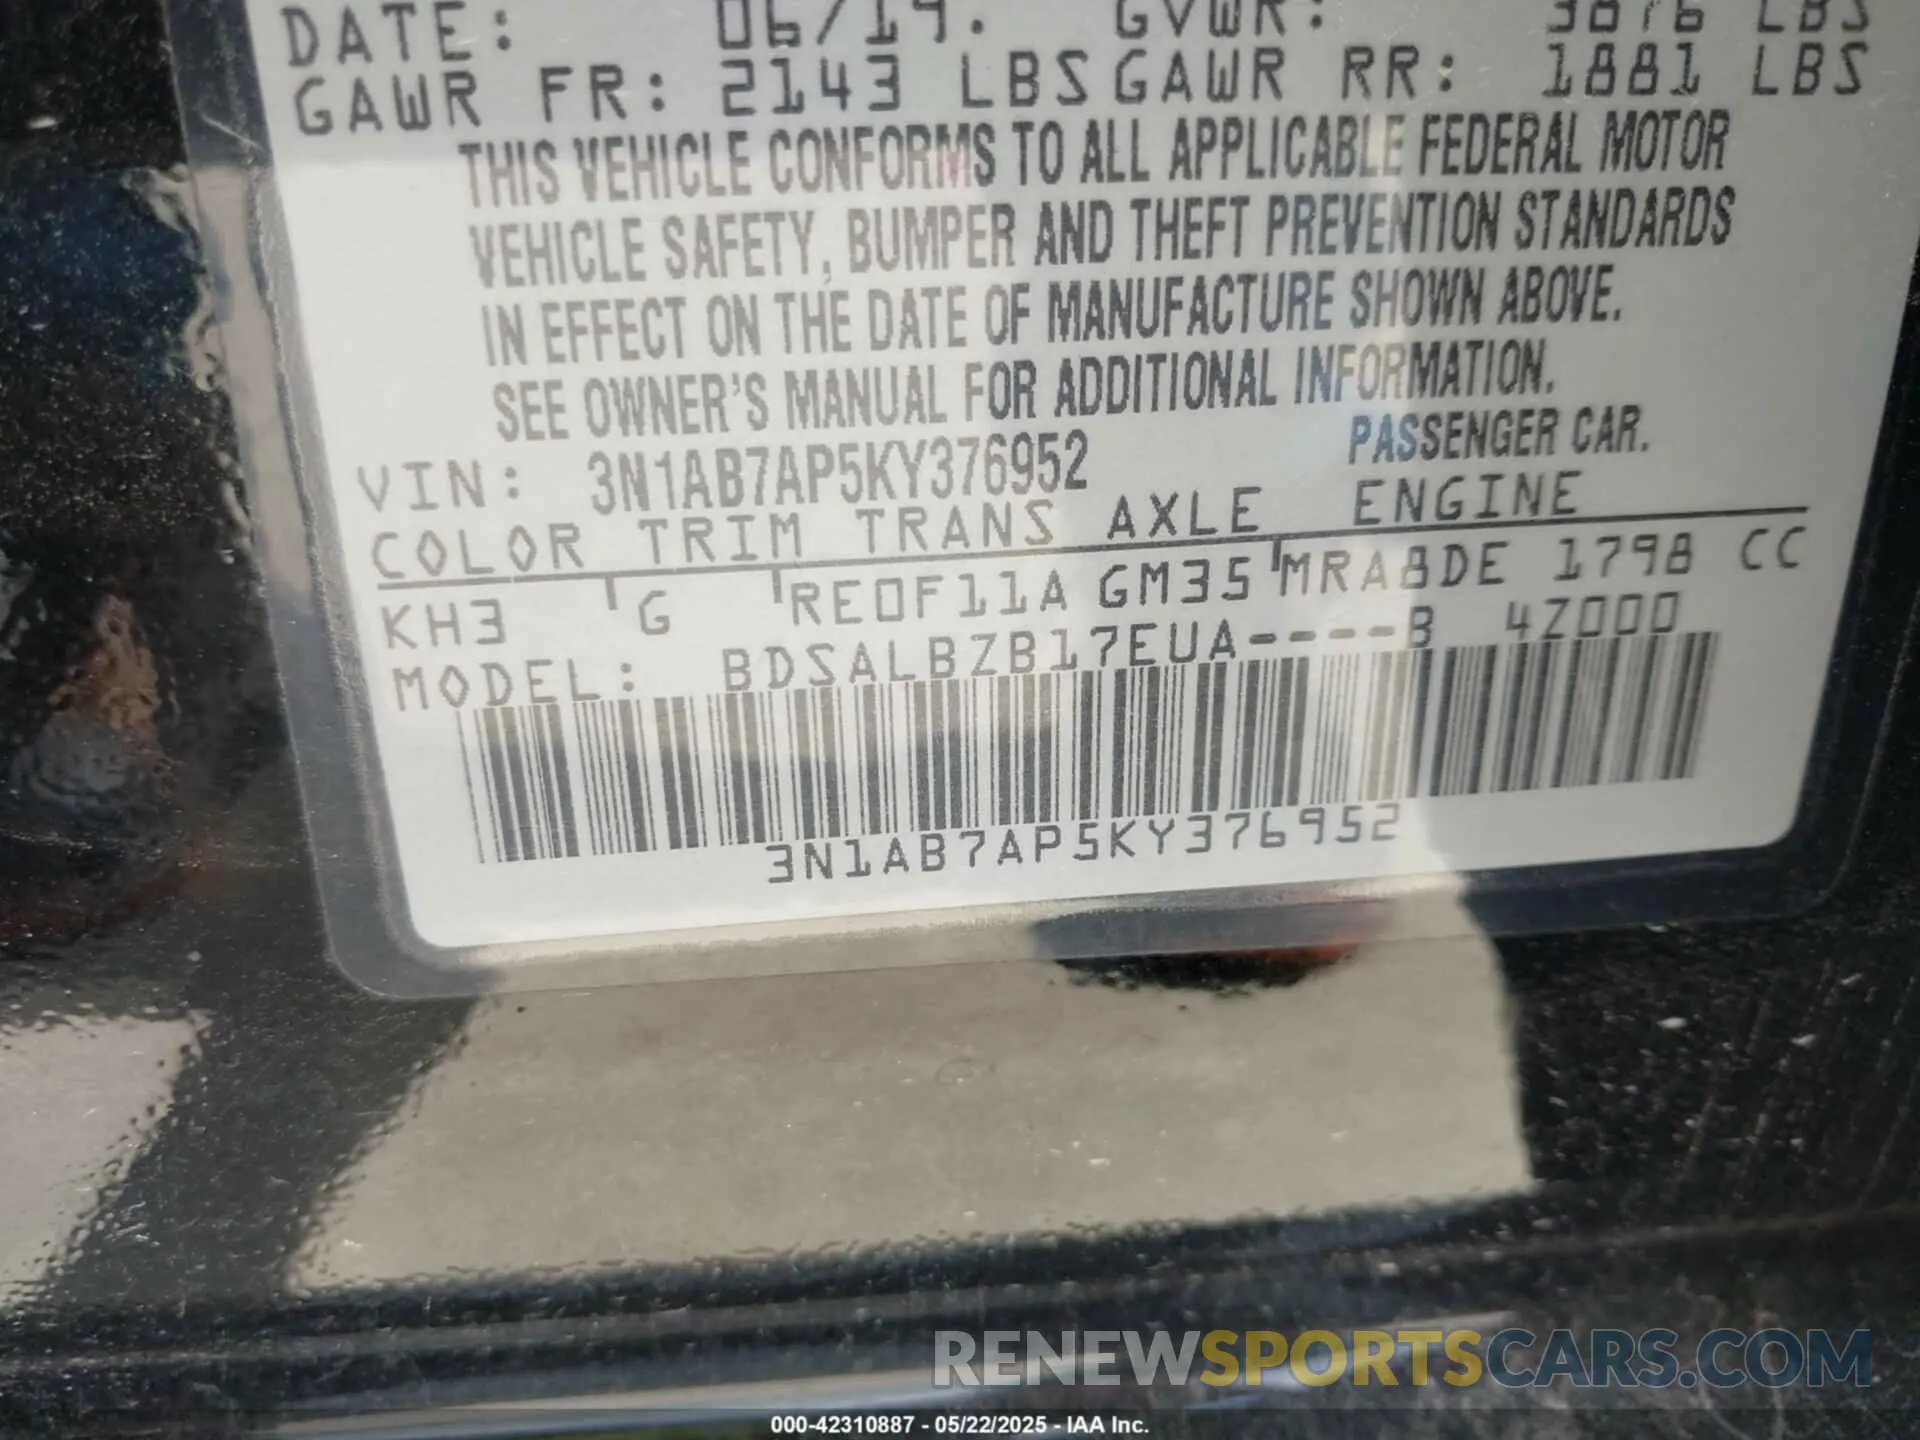 DATE: 06/19. GVWR: 3876 LBS
GAWR FR: 2143 LBS GAWR RR: 1881 LBS
THIS VEHICLE CONFORMS TO ALL APPLICABLE FEDERAL MOTOR
VEHICLE SAFETY, BUMPER AND THEFT PREVENTION STANDARDS
IN EFFECT ON THE DATE OF MANUFACTURE SHOWN ABOVE.
SEE OWNER'S MANUAL FOR ADDITIONAL INFORMATION.
VIN: 3N1AB7AP5KY376952 PASSENGER CAR.
COLOR TRIM TRANS AXLE ENGINE
KH3 G RE0F11A GM35 MRA8DE 1798 CC
MODEL: BDSALBZB17EUA----B 4Z000
3N1AB7AP5KY376952
RENEWSPORTSCARS.COM
000-42310887 - 05/22/2025 - IAA Inc.